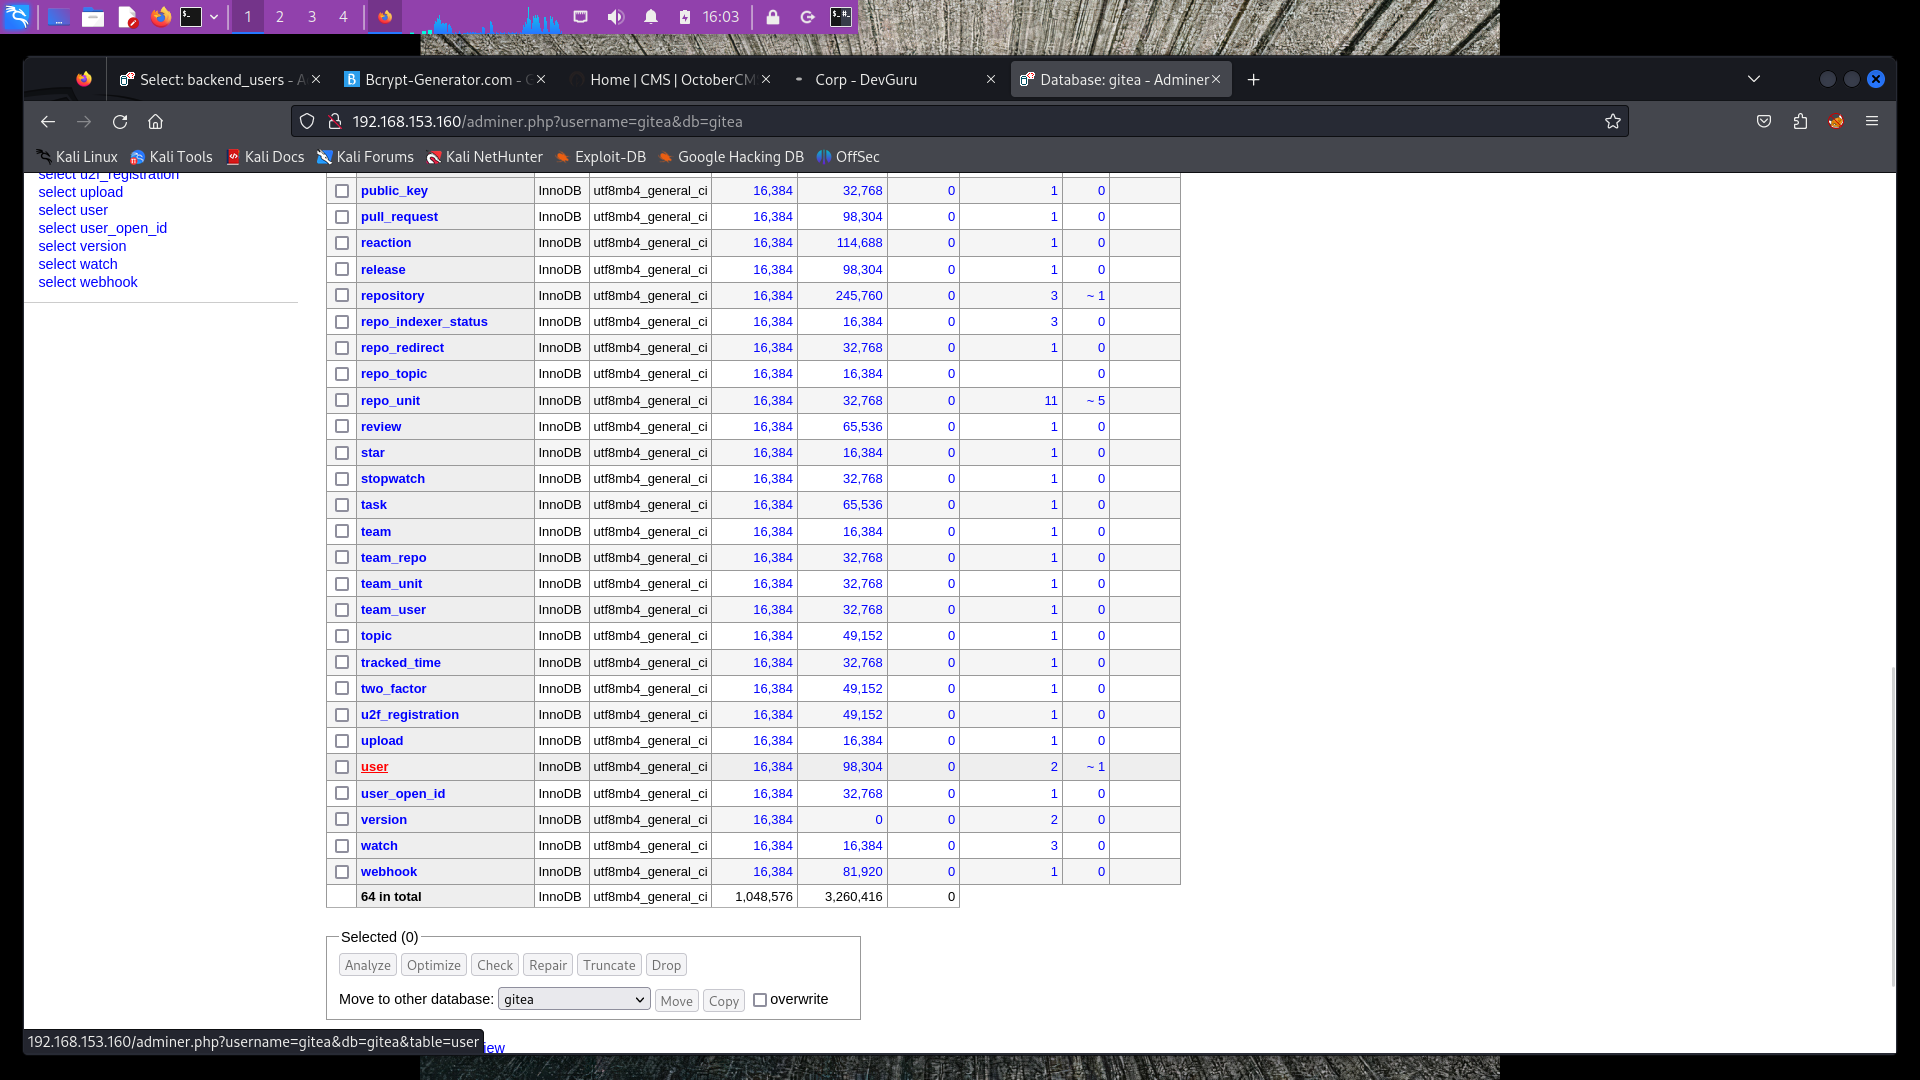 1 2 3 4 16:03
Select: backend_users - A
Bcrypt-Generator.com - G
Home | CMS | OctoberCM
Corp - DevGuru
Database: gitea - Adminer
192.168.153.160/adminer.php?username=gitea&db=gitea
Kali Linux Kali Tools Kali Docs Kali Forums Kali NetHunter Exploit-DB Google Hacking DB OffSec
select u2f_registration
select upload
select user
select user_open_id
select version
select watch
select webhook
public_key InnoDB utf8mb4_general_ci 16,384 32,768 0 1 0
pull_request InnoDB utf8mb4_general_ci 16,384 98,304 0 1 0
reaction InnoDB utf8mb4_general_ci 16,384 114,688 0 1 0
release InnoDB utf8mb4_general_ci 16,384 98,304 0 1 0
repository InnoDB utf8mb4_general_ci 16,384 245,760 0 3 ~ 1
repo_indexer_status InnoDB utf8mb4_general_ci 16,384 16,384 0 3 0
repo_redirect InnoDB utf8mb4_general_ci 16,384 32,768 0 1 0
repo_topic InnoDB utf8mb4_general_ci 16,384 16,384 0 0
repo_unit InnoDB utf8mb4_general_ci 16,384 32,768 0 11 ~ 5
review InnoDB utf8mb4_general_ci 16,384 65,536 0 1 0
star InnoDB utf8mb4_general_ci 16,384 16,384 0 1 0
stopwatch InnoDB utf8mb4_general_ci 16,384 32,768 0 1 0
task InnoDB utf8mb4_general_ci 16,384 65,536 0 1 0
team InnoDB utf8mb4_general_ci 16,384 16,384 0 1 0
team_repo InnoDB utf8mb4_general_ci 16,384 32,768 0 1 0
team_unit InnoDB utf8mb4_general_ci 16,384 32,768 0 1 0
team_user InnoDB utf8mb4_general_ci 16,384 32,768 0 1 0
topic InnoDB utf8mb4_general_ci 16,384 49,152 0 1 0
tracked_time InnoDB utf8mb4_general_ci 16,384 32,768 0 1 0
two_factor InnoDB utf8mb4_general_ci 16,384 49,152 0 1 0
u2f_registration InnoDB utf8mb4_general_ci 16,384 49,152 0 1 0
upload InnoDB utf8mb4_general_ci 16,384 16,384 0 1 0
user InnoDB utf8mb4_general_ci 16,384 98,304 0 2 ~ 1
user_open_id InnoDB utf8mb4_general_ci 16,384 32,768 0 1 0
version InnoDB utf8mb4_general_ci 16,384 0 0 2 0
watch InnoDB utf8mb4_general_ci 16,384 16,384 0 3 0
webhook InnoDB utf8mb4_general_ci 16,384 81,920 0 1 0
64 in total InnoDB utf8mb4_general_ci 1,048,576 3,260,416 0
Selected (0)
Analyze Optimize Check Repair Truncate Drop
Move to other database: gitea Move Copy overwrite
192.168.153.160/adminer.php?username=gitea&db=gitea&table=user
iew